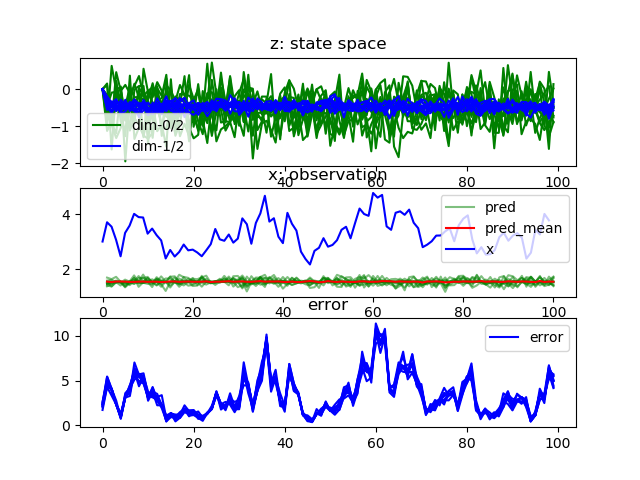 z: state space
0
−1
−2
dim-0/2
dim-1/2
0 20 40 60 80 100
x: observation
4
2
pred
pred_mean
x
0 20 40 60 80 100
error
10
5
0
error
0 20 40 60 80 100